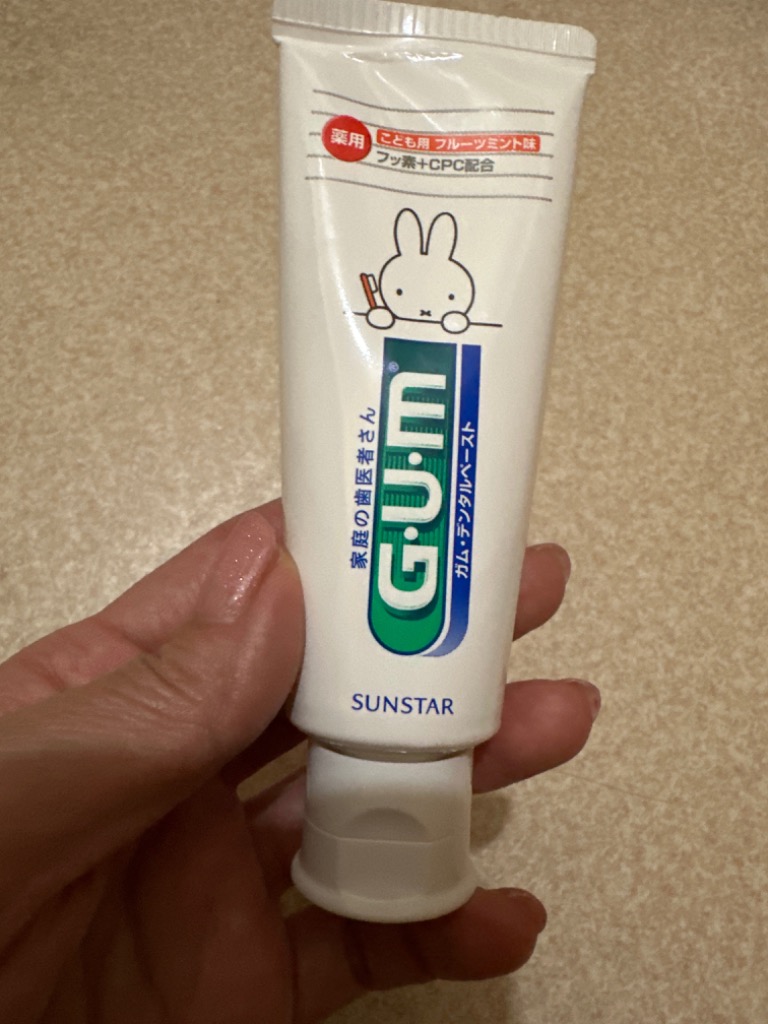 薬用
こども用 フルーツミント味
フッ素+CPC配合
家庭の歯医者さん
G・U・M®
ガム・デンタルペースト
SUNSTAR